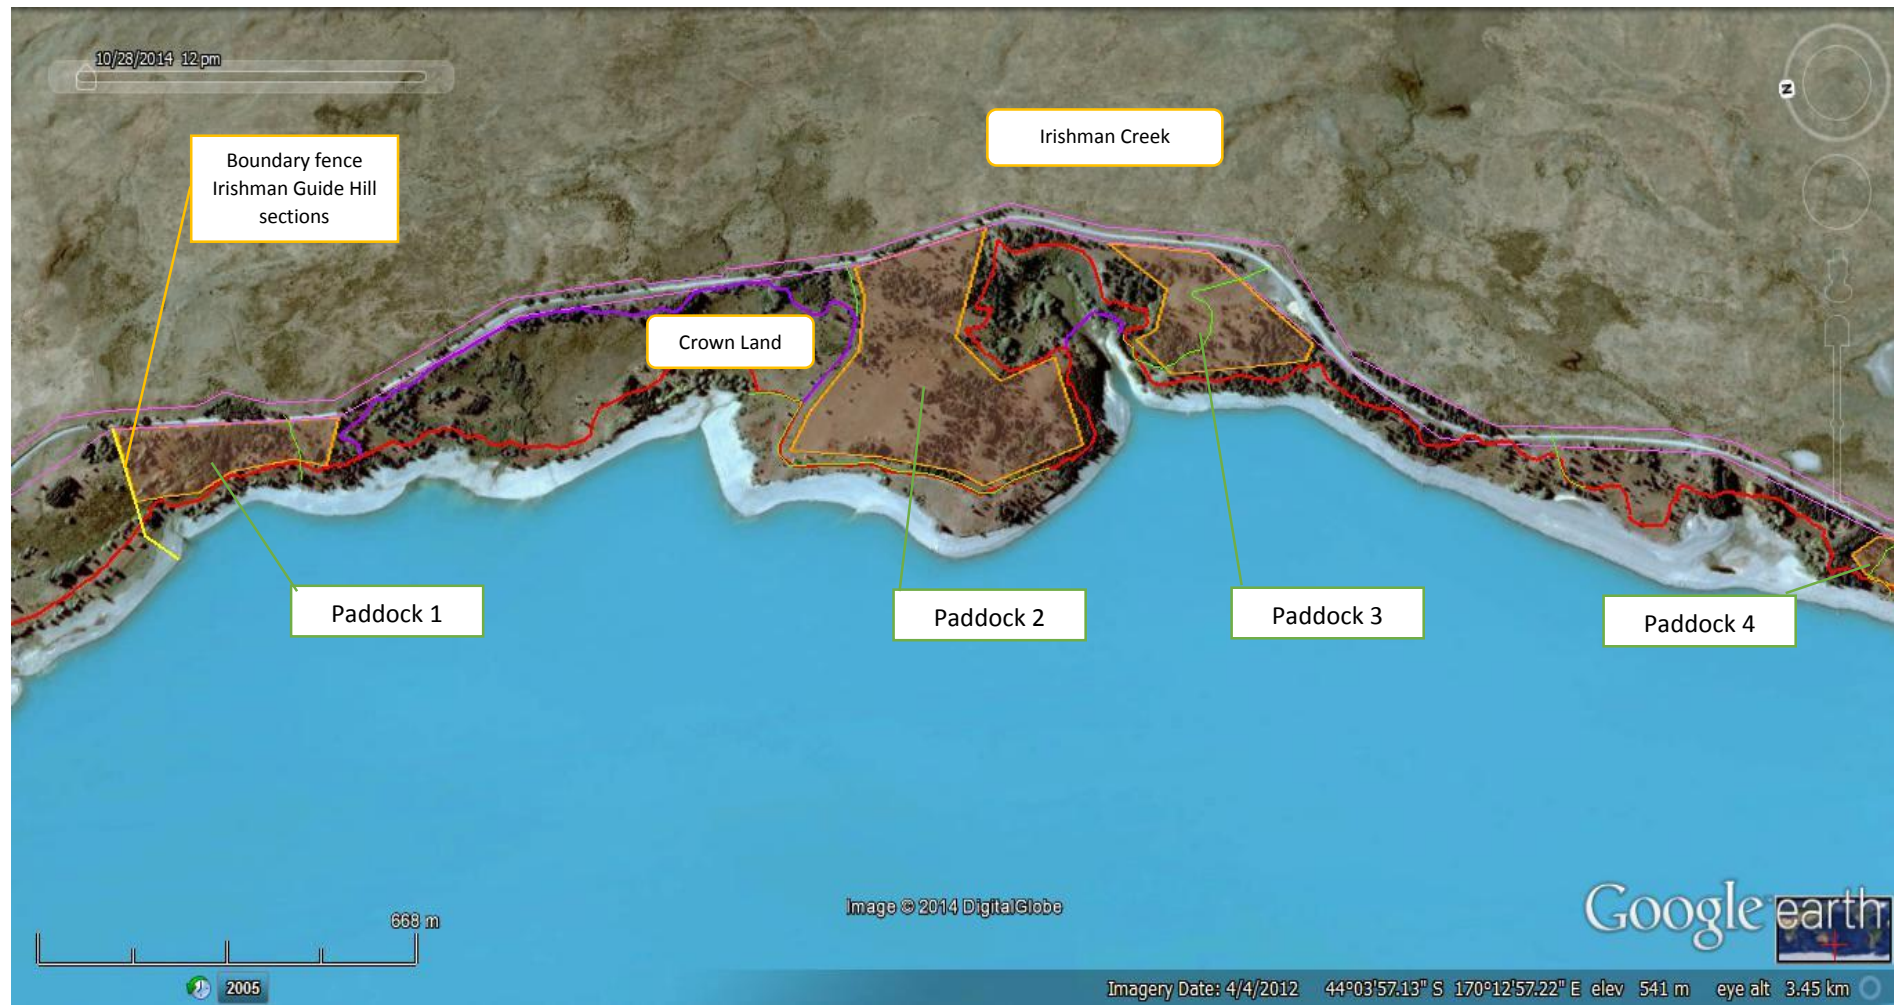 10/28/2014 12 pm
N
Irishman Creek
Boundary fence
Irishman Guide Hill
sections
Crown Land
Paddock 1
Paddock 2
Paddock 3
Paddock 4
668 m
Image © 2014 DigitalGlobe
Google earth
2005
Imagery Date: 4/4/2012 44°03'57.13" S 170°12'57.22" E elev 541 m eye alt 3.45 km